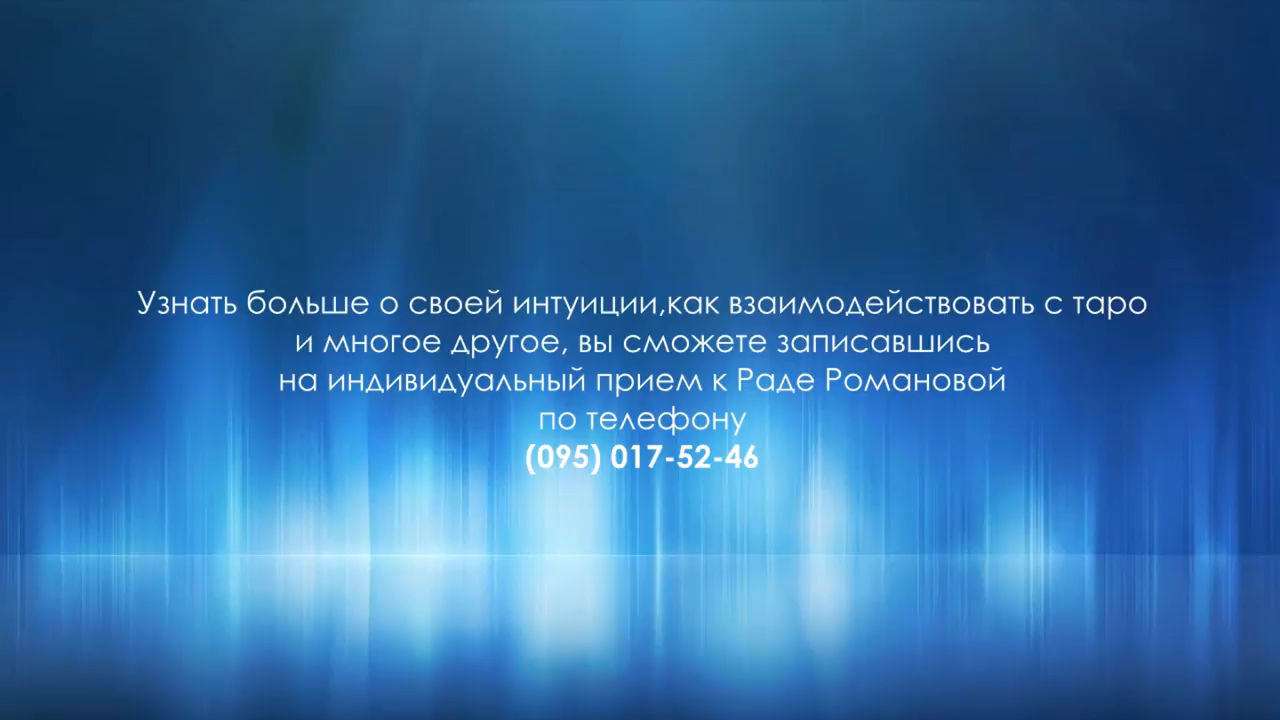 Узнать больше о своей интуиции,как взаимодействовать с таро
и многое другое, вы сможете записавшись
на индивидуальный прием к Раде Романовой
по телефону
(095) 017-52-46